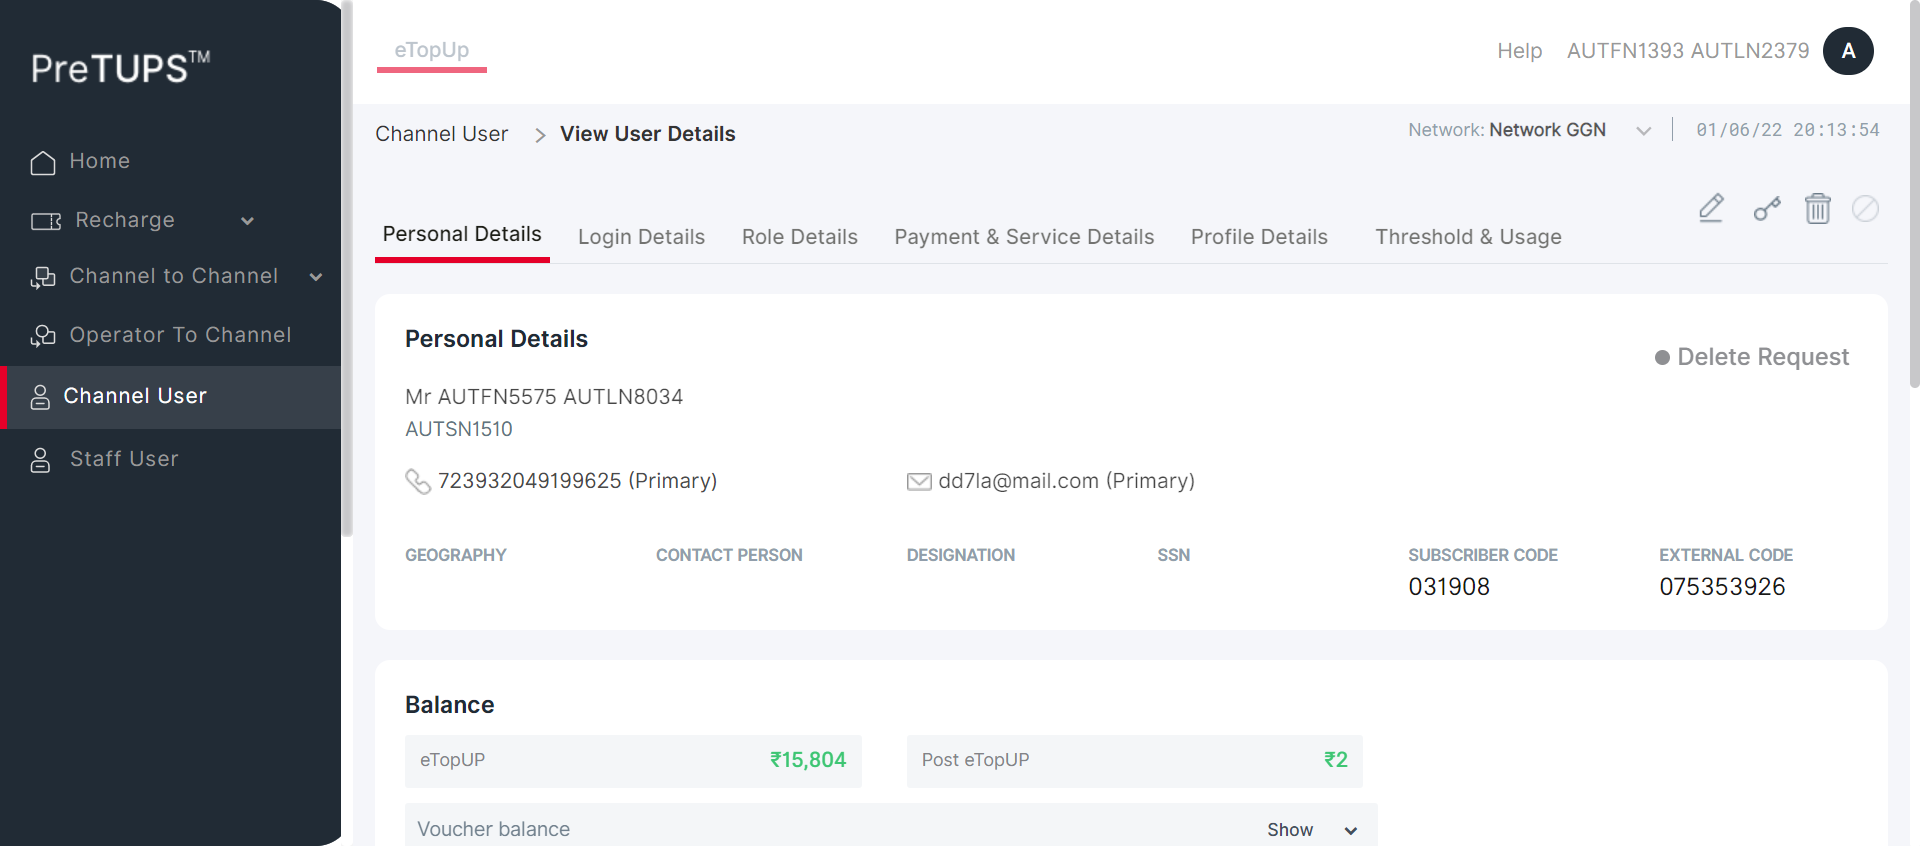 PreTUPS™
Home
Recharge
Channel to Channel
Operator To Channel
Channel User
Staff User
eTopUp
Help AUTFN1393 AUTLN2379 A
Channel User > View User Details
Network: Network GGN
01/06/22 20:13:54
Personal Details
Login Details
Role Details
Payment & Service Details
Profile Details
Threshold & Usage
Personal Details
Delete Request
Mr AUTFN5575 AUTLN8034
AUTSN1510
723932049199625 (Primary)
dd7la@mail.com (Primary)
GEOGRAPHY
CONTACT PERSON
DESIGNATION
SSN
SUBSCRIBER CODE
031908
EXTERNAL CODE
075353926
Balance
eTopUP ₹15,804
Post eTopUP ₹2
Voucher balance Show